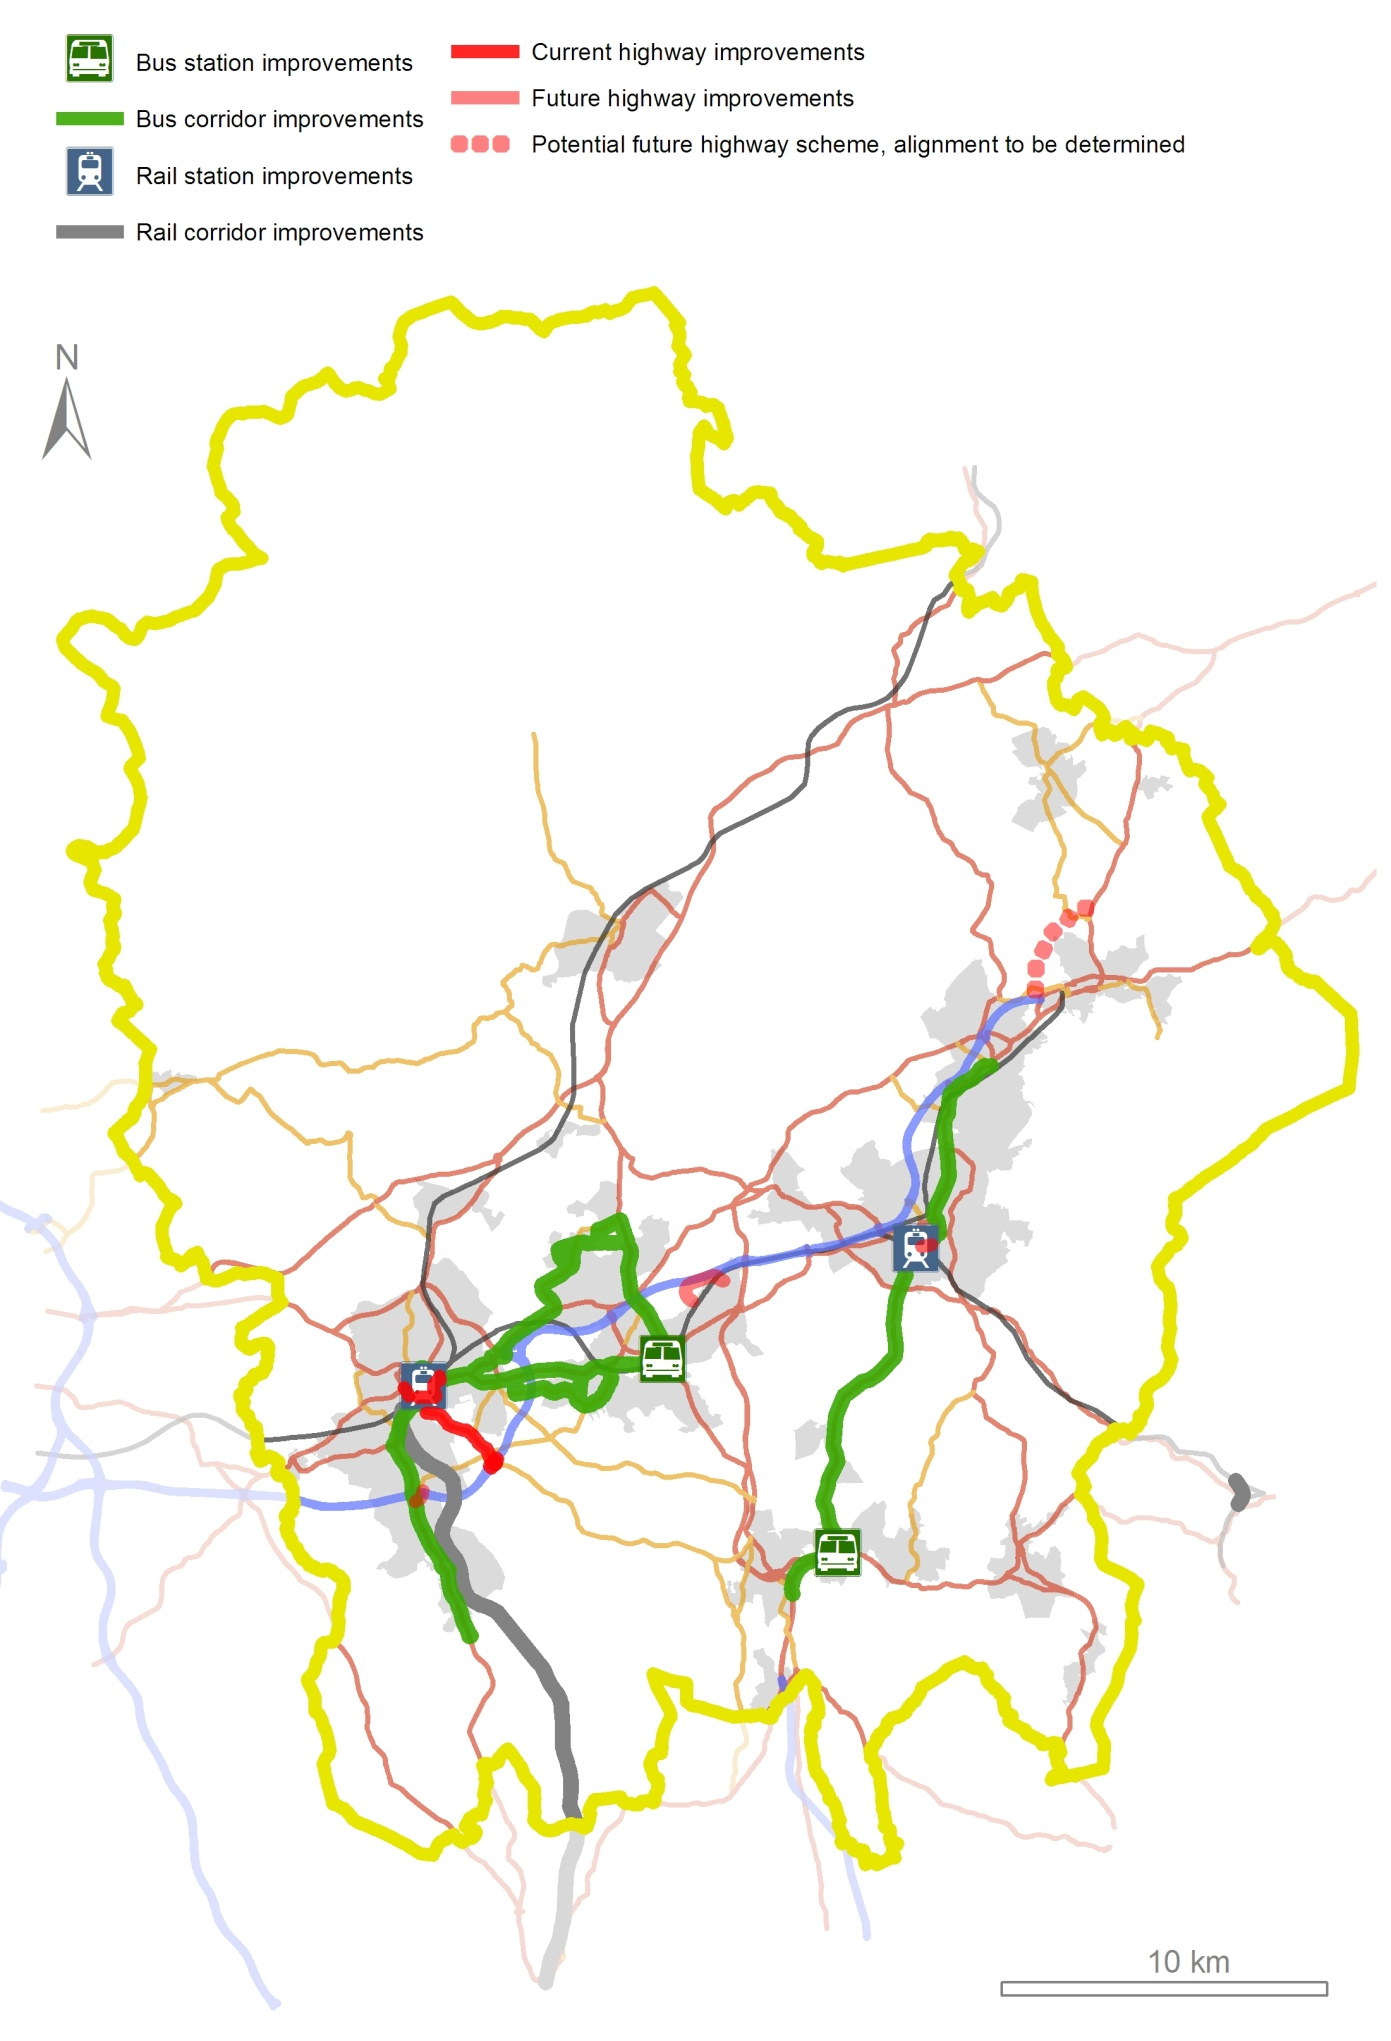 Bus station improvements
Bus corridor improvements
Rail station improvements
Rail corridor improvements
Current highway improvements
Future highway improvements
Potential future highway scheme, alignment to be determined
N
10 km